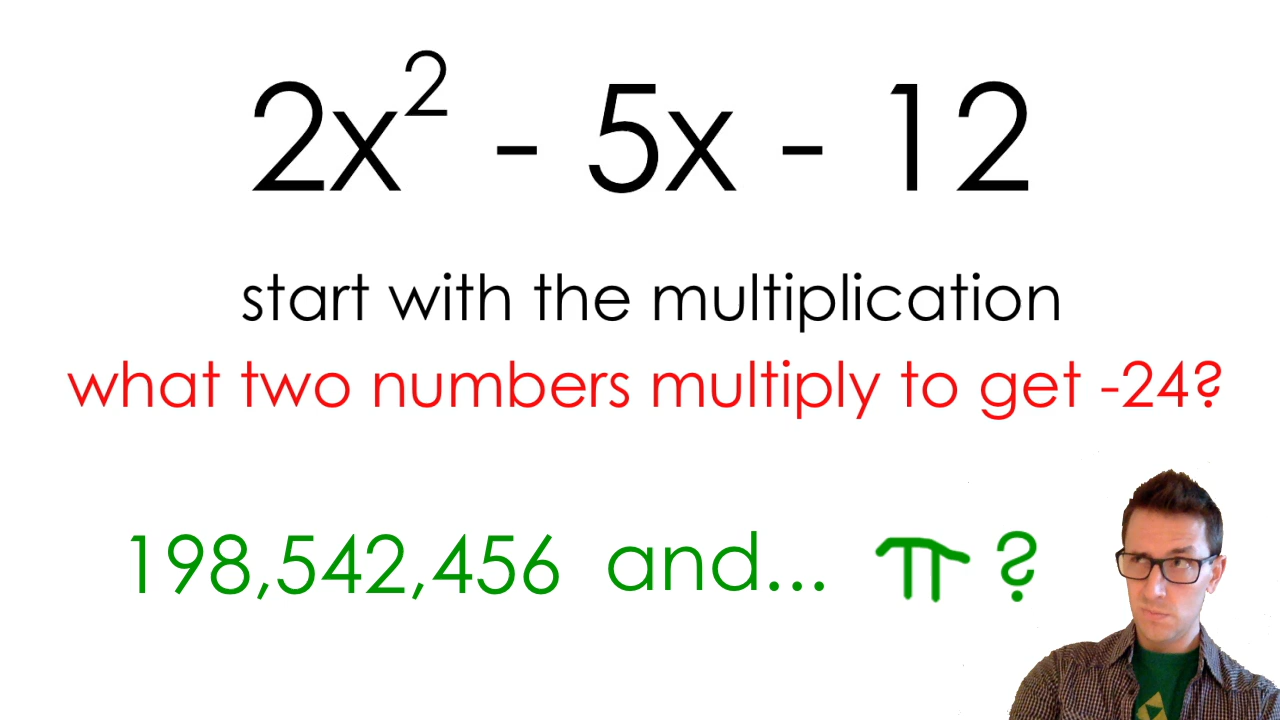 2x² - 5x - 12
start with the multiplication
what two numbers multiply to get -24?
198,542,456 and... π ?